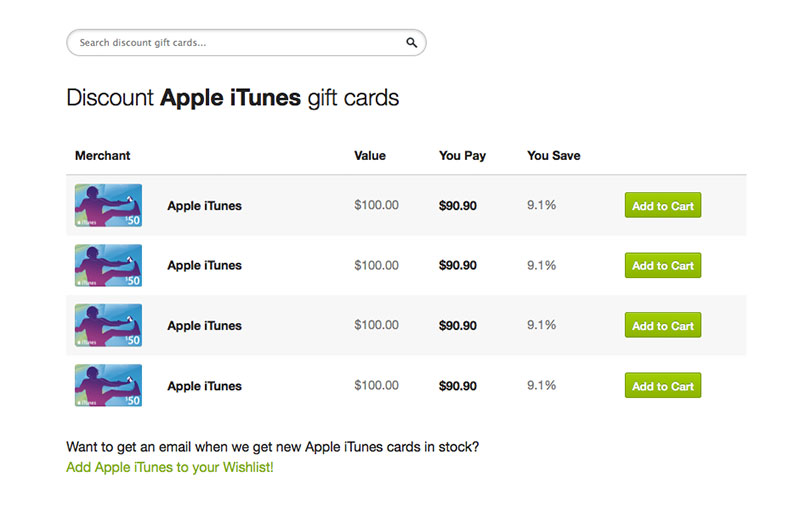 Search discount gift cards...
Discount Apple iTunes gift cards
Merchant Value You Pay You Save
$50
iTunes
Apple iTunes $100.00 $90.90 9.1% Add to Cart
$50
iTunes
Apple iTunes $100.00 $90.90 9.1% Add to Cart
$50
iTunes
Apple iTunes $100.00 $90.90 9.1% Add to Cart
$50
iTunes
Apple iTunes $100.00 $90.90 9.1% Add to Cart
Want to get an email when we get new Apple iTunes cards in stock?
Add Apple iTunes to your Wishlist!